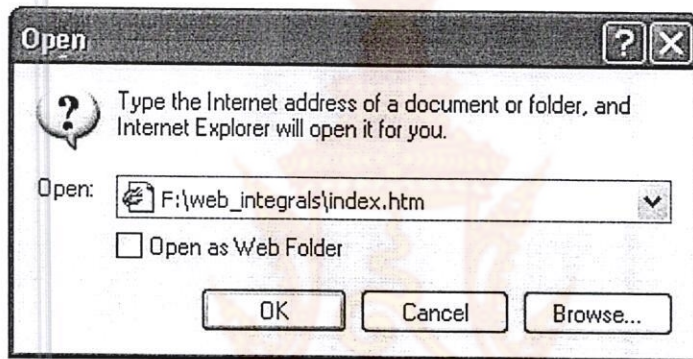 Open
Type the Internet address of a document or folder, and
Internet Explorer will open it for you.
Open: F:\web_integrals\index.htm
Open as Web Folder
OK Cancel Browse...